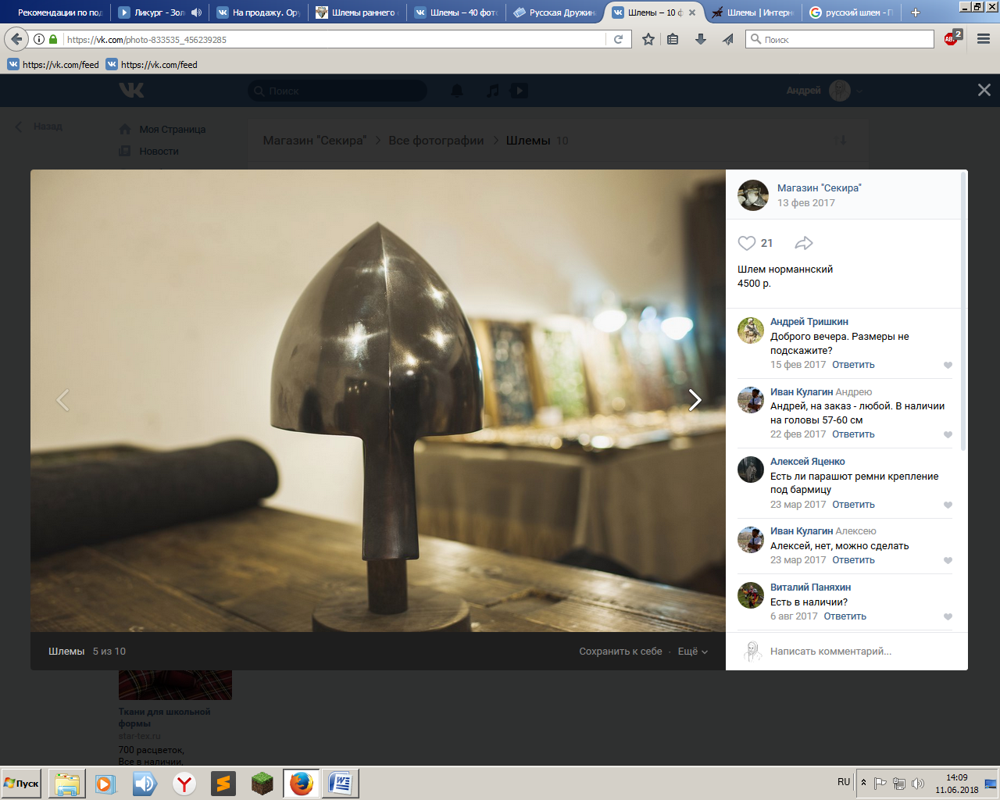 Рекомендации по под
Ликург - Зол
На продажу. Ору
Шлемы раннего с
Шлемы – 40 фото
Русская Дружина
Шлемы – 10 ф
Шлемы | Интерн
русский шлем - П
https://vk.com/photo-833535_456239285
Поиск
ABP
2
https://vk.com/feed
https://vk.com/feed
Поиск
Андрей
Назад
Моя Страница
Новости
Магазин "Секира" Все фотографии Шлемы 10
Магазин "Секира"
13 фев 2017
21
Шлем норманнский
4500 р.
Андрей Тришкин
Доброго вечера. Размеры не
подскажите?
15 фев 2017 Ответить
Иван Кулагин Андрею
Андрей, на заказ - любой. В наличии
на головы 57-60 см
22 фев 2017 Ответить
Алексей Яценко
Есть ли парашют ремни крепление
под бармицу
23 мар 2017 Ответить
Иван Кулагин Алексею
Алексей, нет, можно сделать
23 мар 2017 Ответить
Виталий Паняхин
Есть в наличии?
6 авг 2017 Ответить
Написать комментарий...
Шлемы 5 из 10
Сохранить к себе · Ещё
Ткани для школьной
формы
star-tex.ru
700 расцветок,
Все в наличии,
Пуск
RU
14:09
11.06.2018